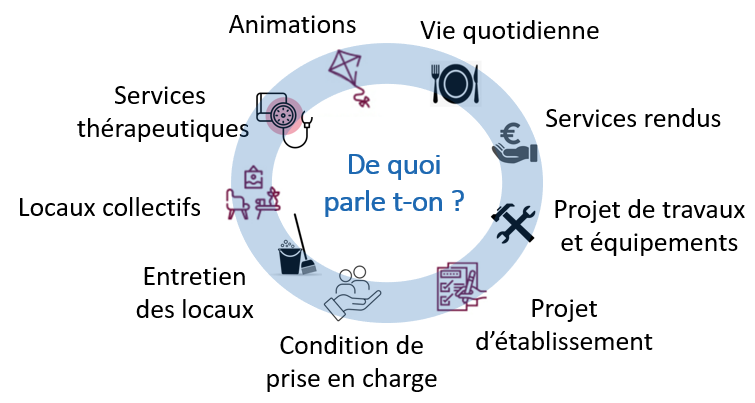 Animations
Vie quotidienne
Services
thérapeutiques
Services rendus
De quoi
parle t-on ?
Locaux collectifs
Projet de travaux
et équipements
Entretien
des locaux
Projet
d’établissement
Condition de
prise en charge
€